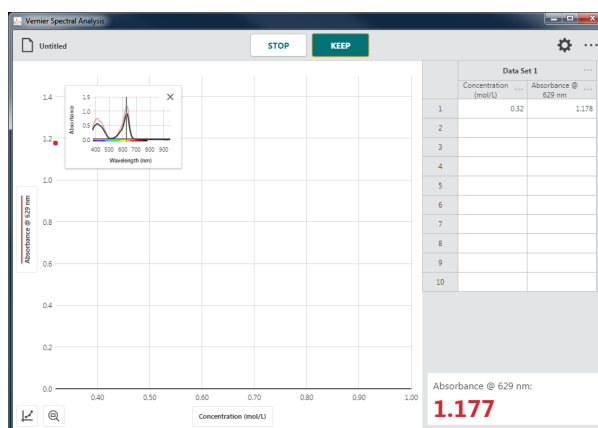 Vernier Spectral Analysis
Untitled
STOP
KEEP
...
1.4
1.2
1.0
0.8
0.6
0.4
0.2
0.0
Absorbance @ 629 nm
0.40 0.50 0.60 0.70 0.80 0.90 1.00
Concentration (mol/L)
1.5
1.0
0.5
0.0
Absorbance
400 500 600 700 800 900
Wavelength (nm)
Data Set 1 ...
Concentration ... Absorbance @ ...
(mol/L) 629 nm
1 0.32 1.178
2
3
4
5
6
7
8
9
10
Absorbance @ 629 nm:
1.177